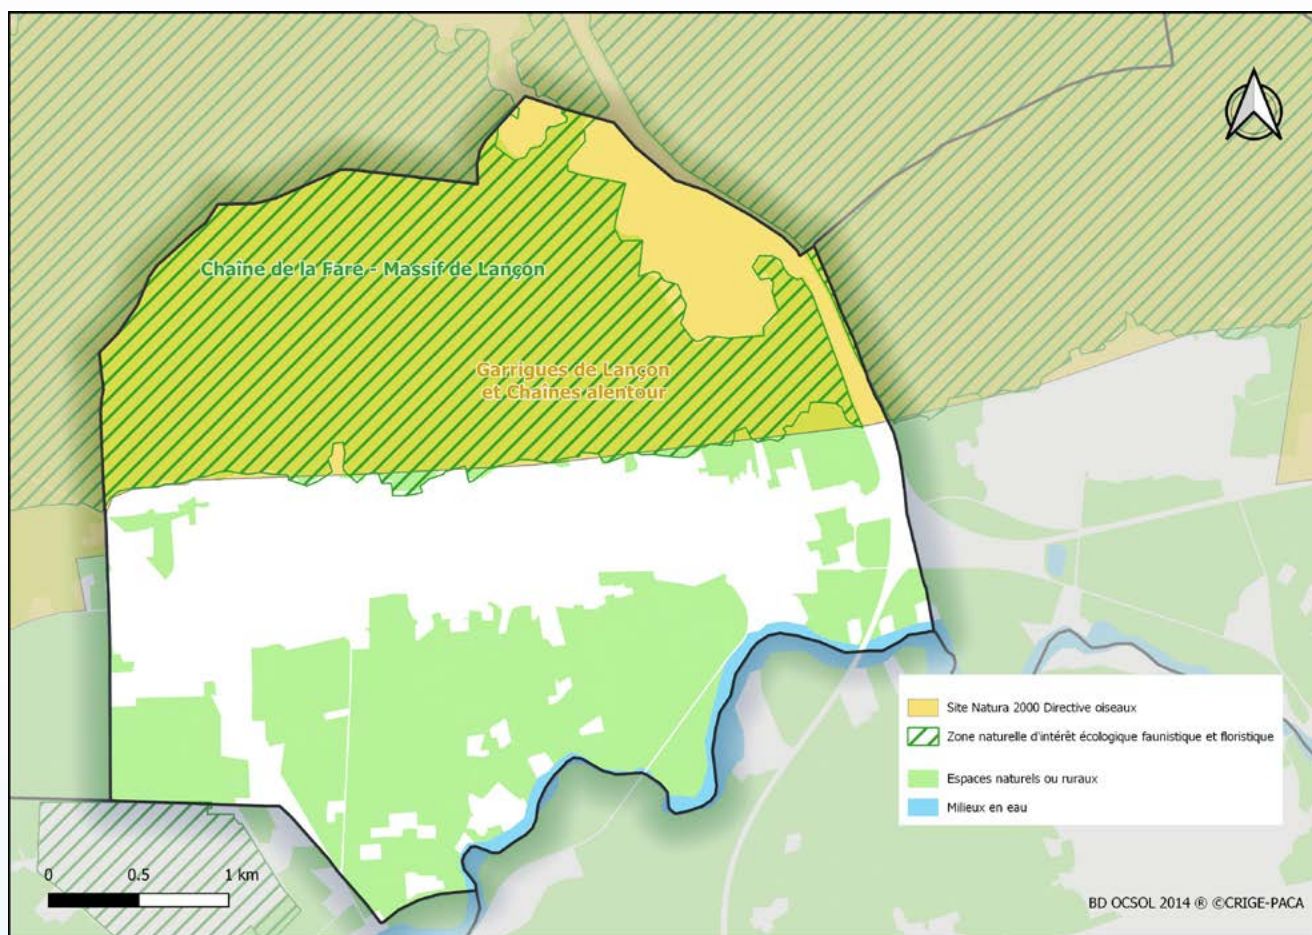 Chaîne de la Fare - Massif de Lançon
Garrigues de Lançon
et Chaînes alentour
Site Natura 2000 Directive oiseaux
Zone naturelle d'intérêt écologique faunistique et floristique
Espaces naturels ou ruraux
Milieux en eau
0 0.5 1 km
BD OCSOL 2014 ® ©CRIGE-PACA